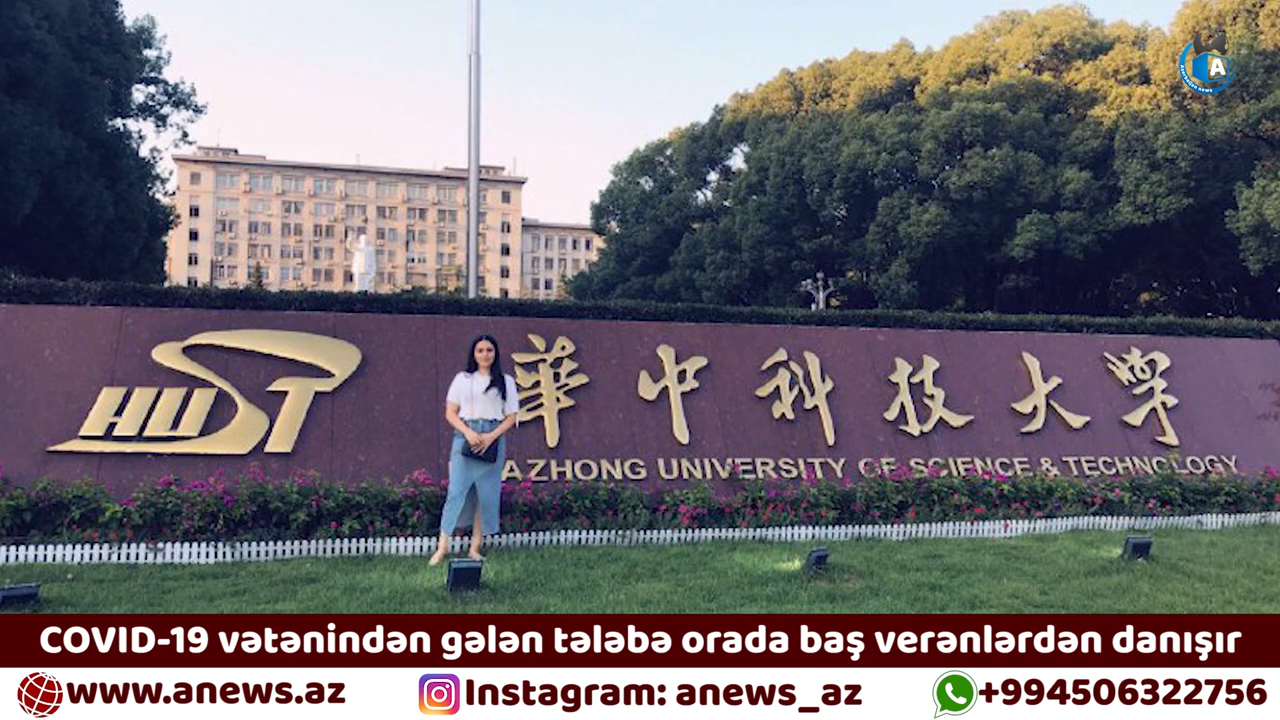 A
HUST
華中科技大学
AZHONG UNIVERSITY OF SCIENCE & TECHNOLOGY
COVID-19 vətənindən gələn tələbə orada baş verənlərdən danışır
www.anews.az
Instagram: anews_az
+994506322756